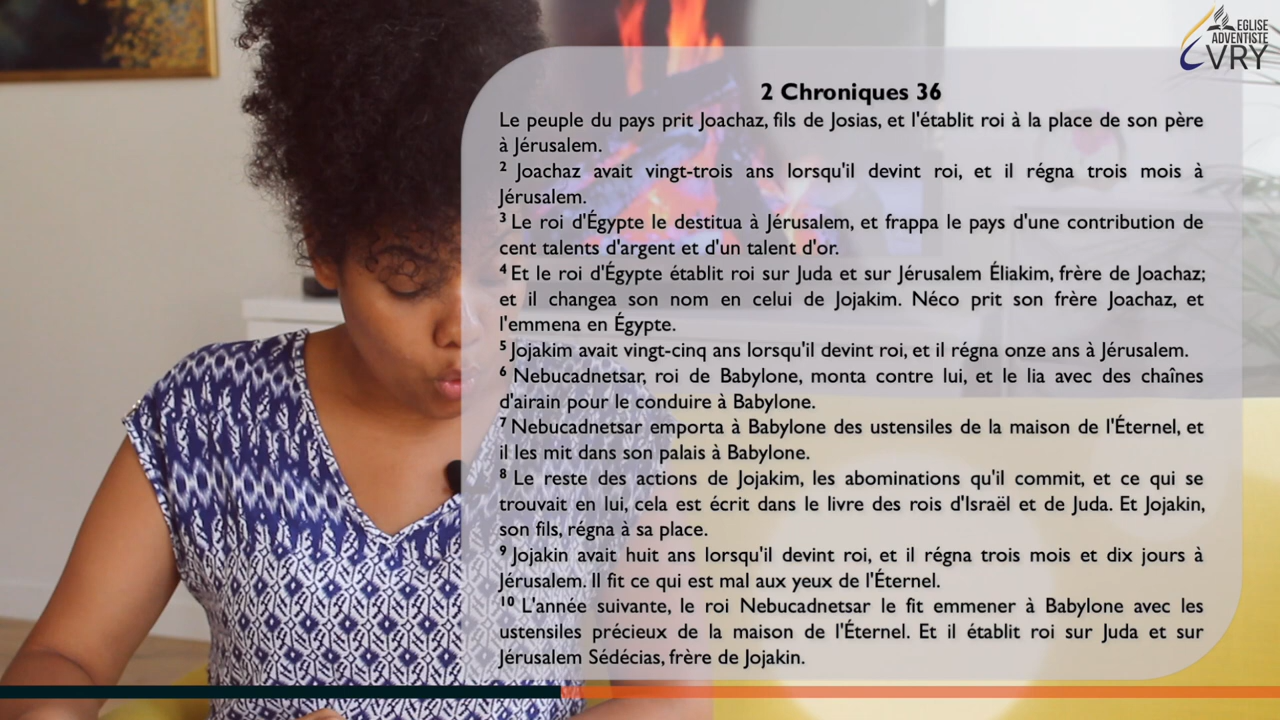 EGLISE
ADVENTISTE
VRY
2 Chroniques 36
Le peuple du pays prit Joachaz, fils de Josias, et l'établit roi à la place de son père
à Jérusalem.
2 Joachaz avait vingt-trois ans lorsqu'il devint roi, et il régna trois mois à
Jérusalem.
3 Le roi d'Égypte le destitua à Jérusalem, et frappa le pays d'une contribution de
cent talents d'argent et d'un talent d'or.
4 Et le roi d'Égypte établit roi sur Juda et sur Jérusalem Éliakim, frère de Joachaz;
et il changea son nom en celui de Jojakim. Néco prit son frère Joachaz, et
l'emmena en Égypte.
5 Jojakim avait vingt-cinq ans lorsqu'il devint roi, et il régna onze ans à Jérusalem.
6 Nebucadnetsar, roi de Babylone, monta contre lui, et le lia avec des chaînes
d'airain pour le conduire à Babylone.
7 Nebucadnetsar emporta à Babylone des ustensiles de la maison de l'Éternel, et
il les mit dans son palais à Babylone.
8 Le reste des actions de Jojakim, les abominations qu'il commit, et ce qui se
trouvait en lui, cela est écrit dans le livre des rois d'Israël et de Juda. Et Jojakin,
son fils, régna à sa place.
9 Jojakin avait huit ans lorsqu'il devint roi, et il régna trois mois et dix jours à
Jérusalem. Il fit ce qui est mal aux yeux de l'Éternel.
10 L'année suivante, le roi Nebucadnetsar le fit emmener à Babylone avec les
ustensiles précieux de la maison de l'Éternel. Et il établit roi sur Juda et sur
Jérusalem Sédécias, frère de Jojakin.